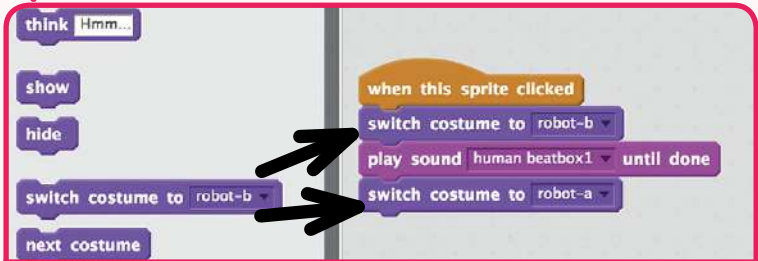 think Hmm...
show
hide
switch costume to robot-b
next costume
when this sprite clicked
switch costume to robot-b
play sound human beatbox1 until done
switch costume to robot-a